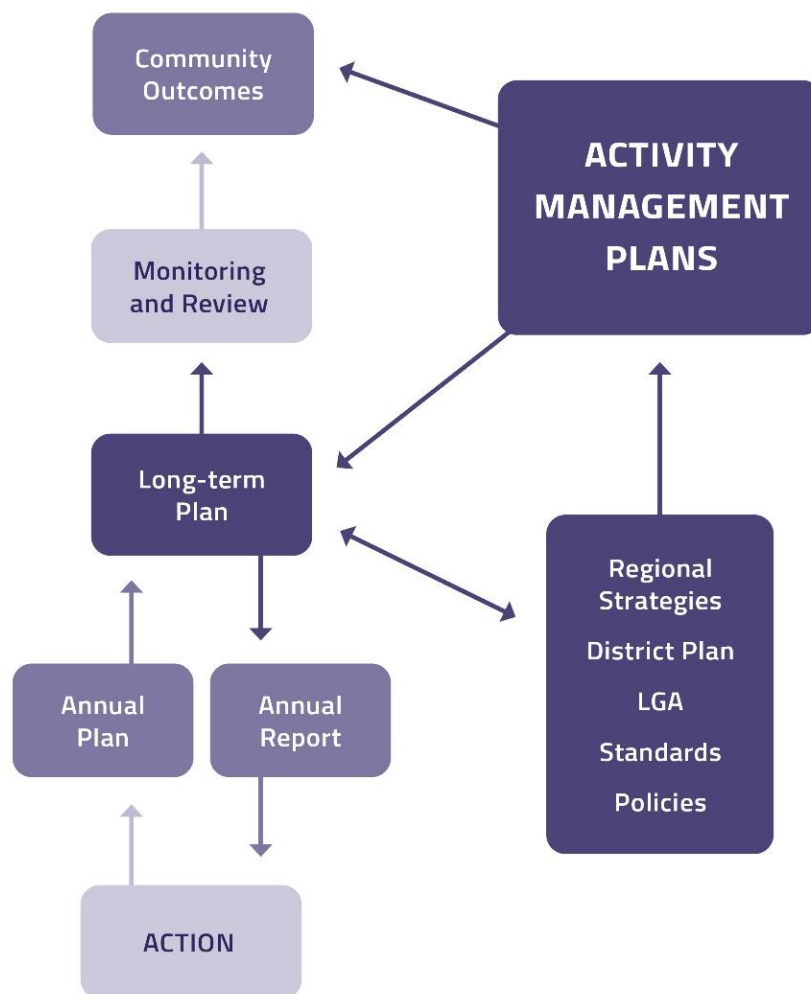 Community
Outcomes
ACTIVITY
MANAGEMENT
PLANS
Monitoring
and Review
Long-term
Plan
Regional
Strategies
District Plan
LGA
Standards
Policies
Annual
Plan
Annual
Report
ACTION